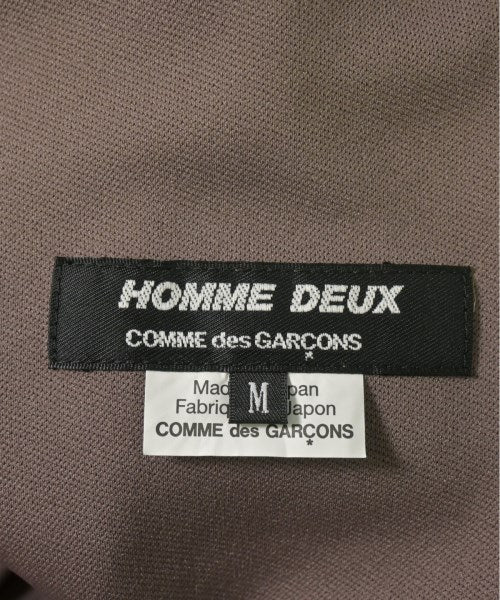 HOMME DEUX
COMME des GARÇONS
Mad pan
Fabriq Japon
M
COMME des GARÇONS